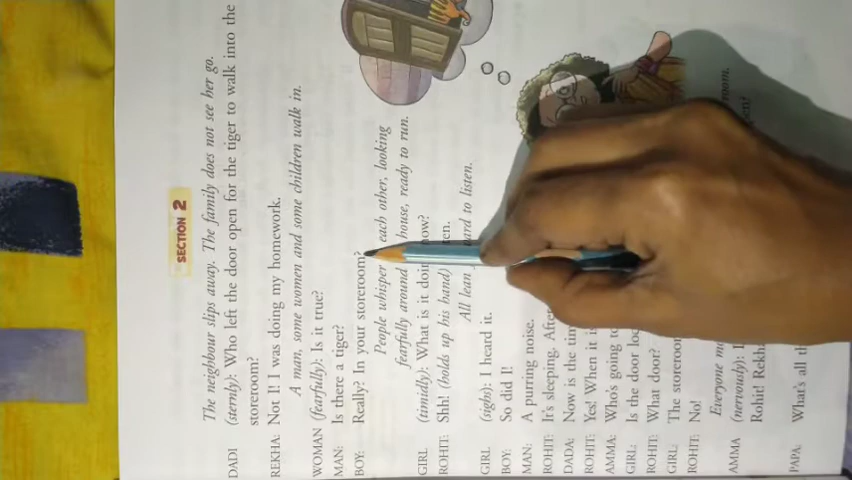 SECTION 2
The neighbour slips away. The family does not see her go.
DADI (sternly): Who left the door open for the tiger to walk into the
storeroom?
REKHA: Not I! I was doing my homework.
A man, some women and some children walk in.
WOMAN (fearfully): Is it true?
MAN: Is there a tiger?
BOY: Really? In your storeroom?
People whisper each other, looking
fearfully around house, ready to run.
GIRL (timidly): What is it now?
ROHIT: Shh! (holds up his hand)
All lean to listen.
GIRL (sighs): I heard it.
BOY: So did I!
MAN: A purring noise.
ROHIT: It's sleeping.
DADA: Now is the
ROHIT: Yes! When it
AMMA: Who's going
GIRL: Is the door
ROHIT: What door?
GIRL: The
ROHIT: No!
Everyone room.
AMMA (nervously):
Rohit!
PAPA: What's all